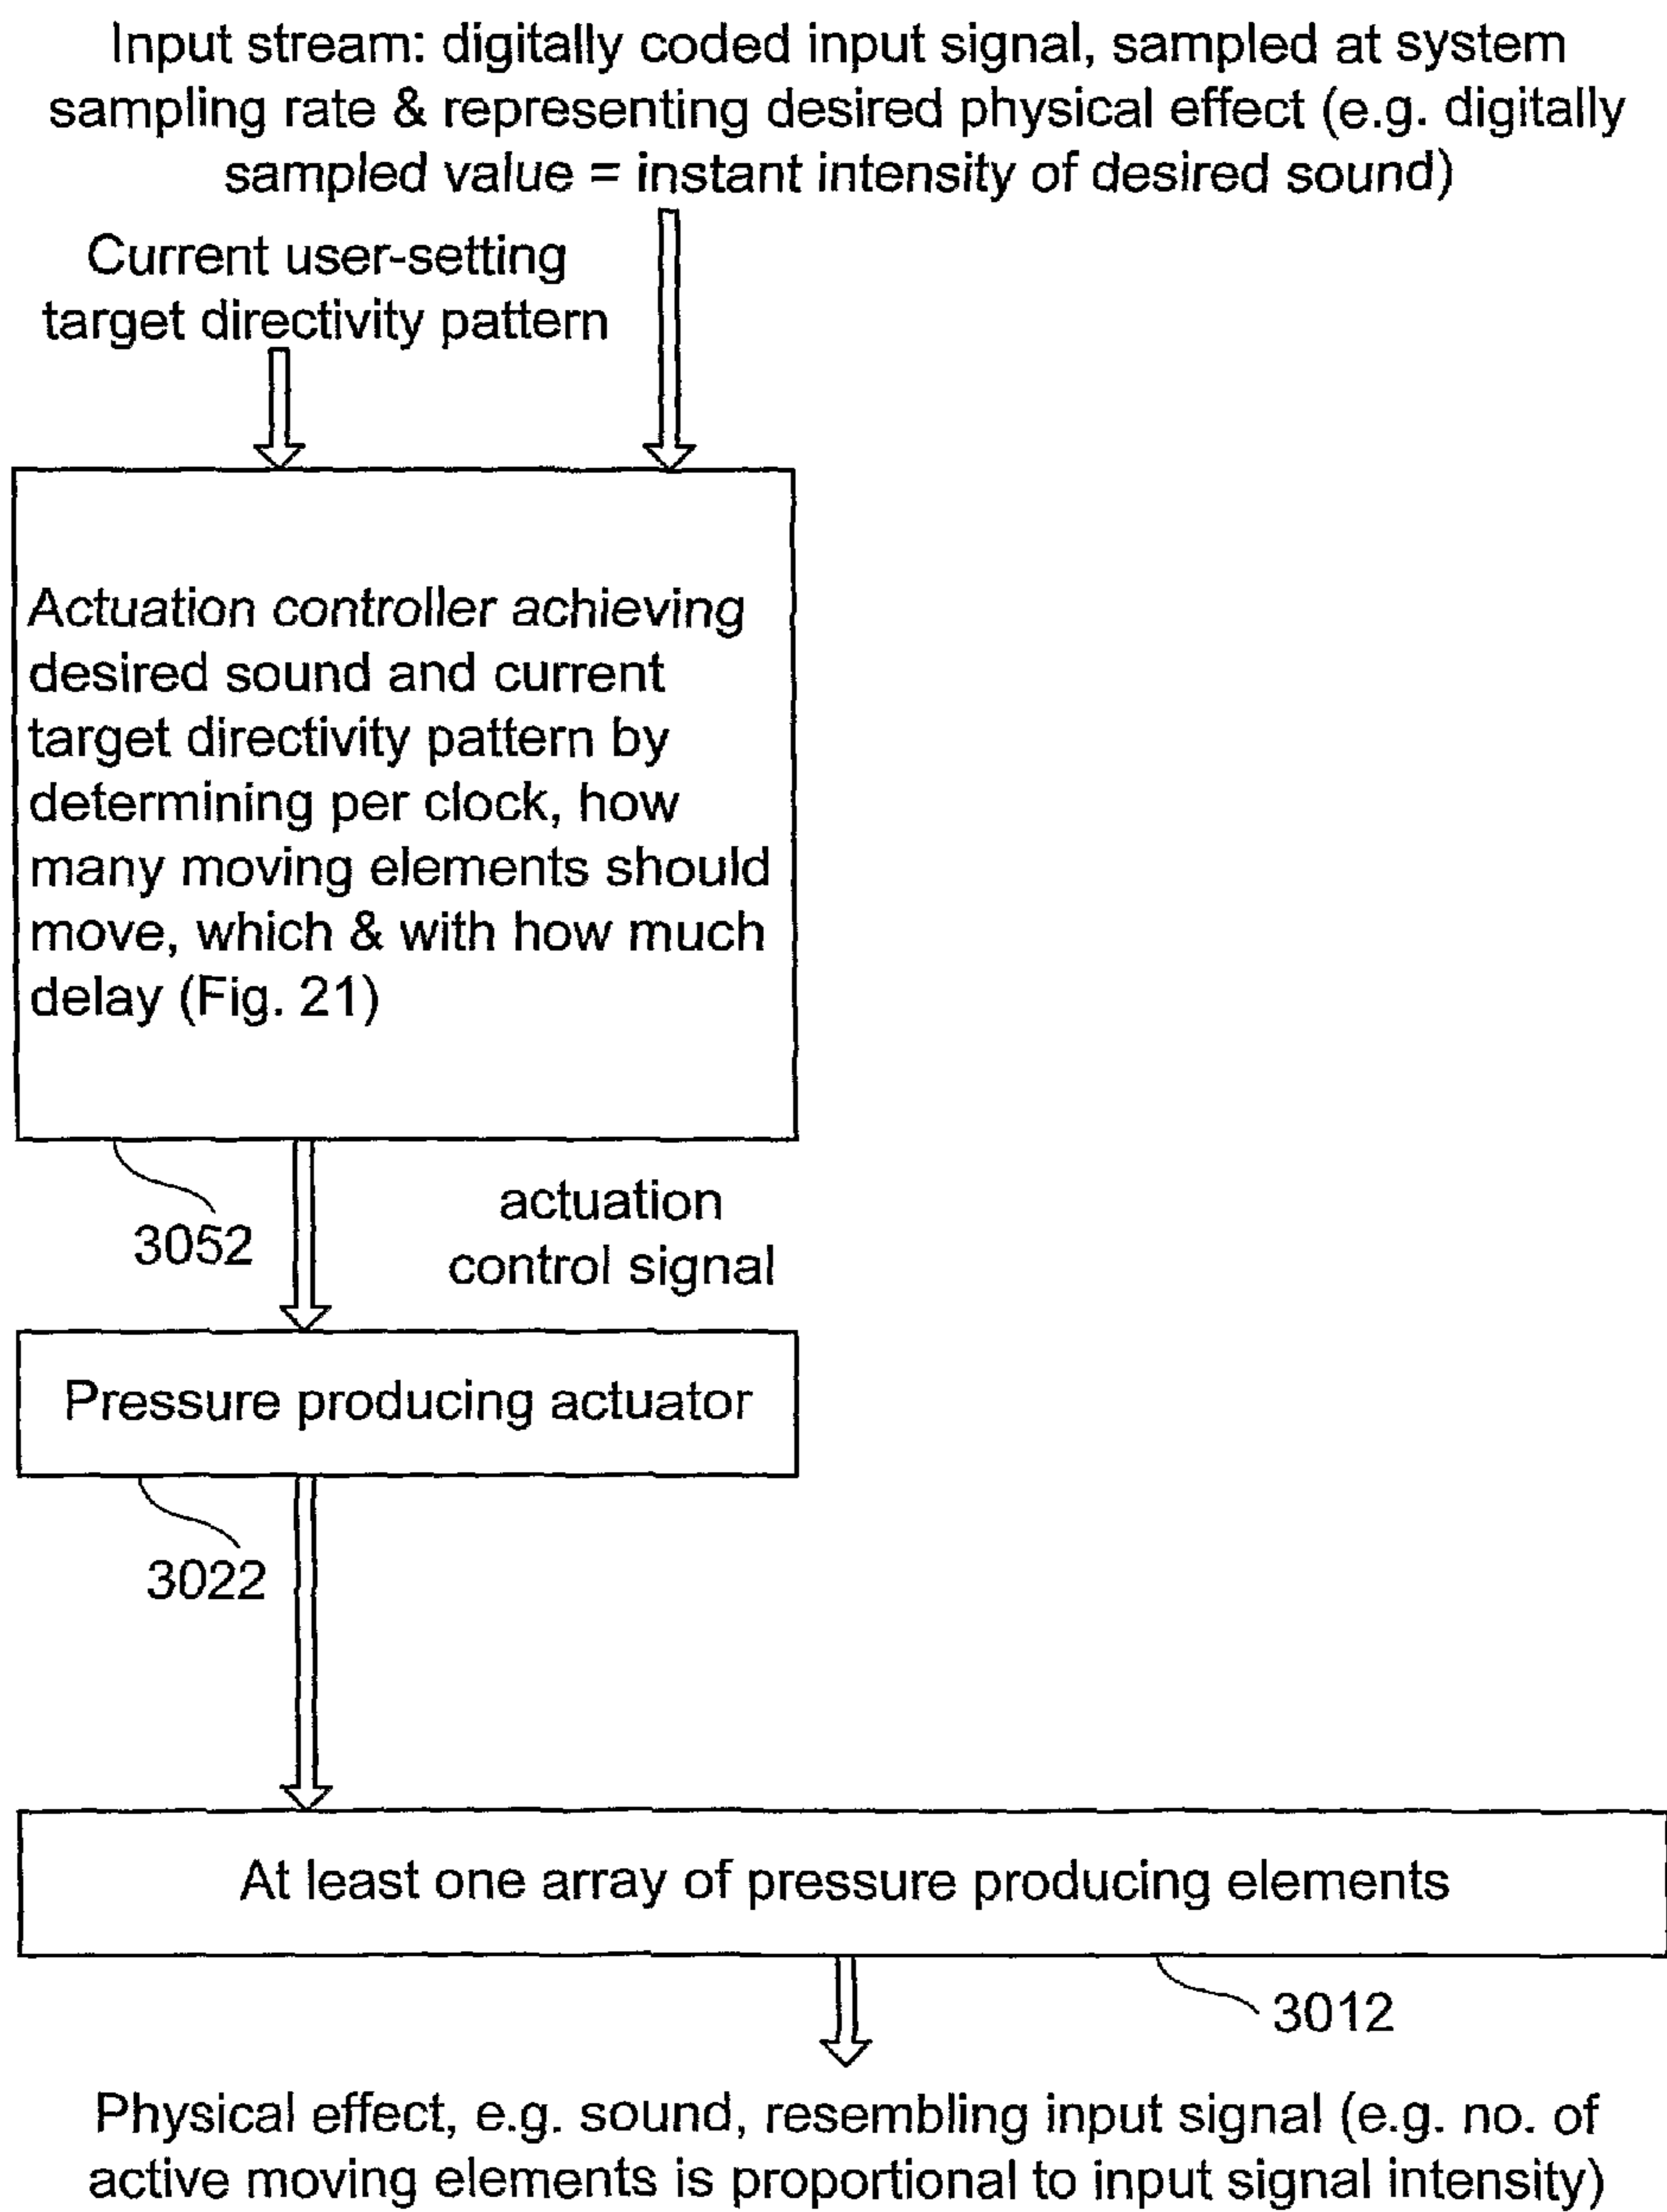 Input stream: digitally coded input signal, sampled at system
sampling rate & representing desired physical effect (e.g. digitally
sampled value = instant intensity of desired sound)
Current user-setting
target directivity pattern
Actuation controller achieving
desired sound and current
target directivity pattern by
determining per clock, how
many moving elements should
move, which & with how much
delay (Fig. 21)
3052
actuation
control signal
Pressure producing actuator
3022
At least one array of pressure producing elements
3012
Physical effect, e.g. sound, resembling input signal (e.g. no. of
active moving elements is proportional to input signal intensity)